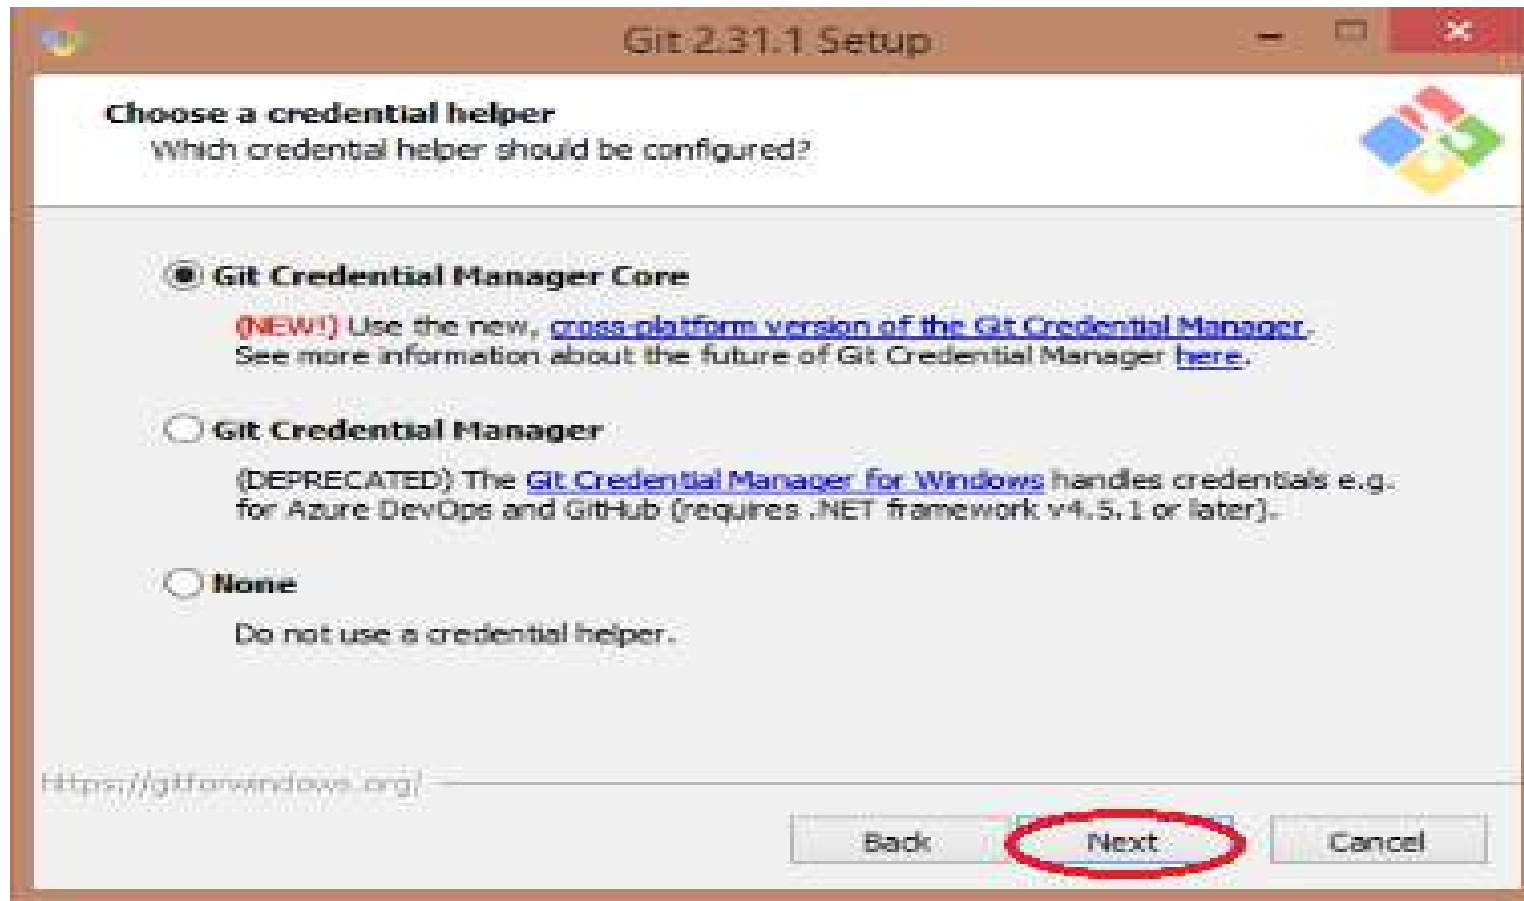 Git 2.31.1 Setup
Choose a credential helper
Which credential helper should be configured?
Git Credential Manager Core
(NEW!) Use the new, cross-platform version of the Git Credential Manager.
See more information about the future of Git Credential Manager here.
Git Credential Manager
(DEPRECATED) The Git Credential Manager for Windows handles credentials e.g.
for Azure DevOps and GitHub (requires .NET framework v4.5.1 or later).
None
Do not use a credential helper.
https://gitforwindows.org/
Back Next Cancel